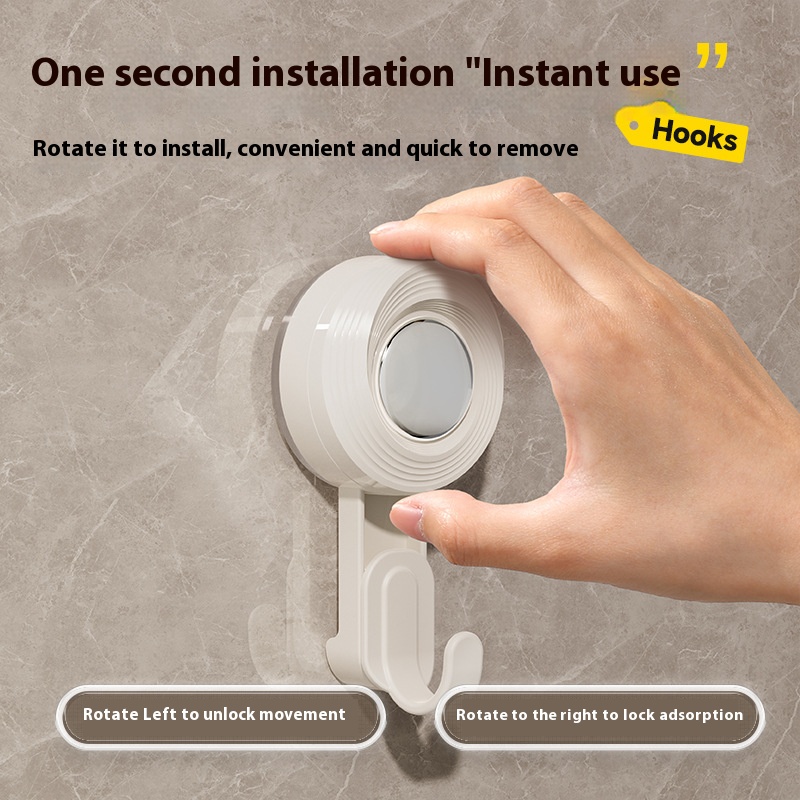 One second installation "Instant use ”
Hooks
Rotate it to install, convenient and quick to remove
Rotate Left to unlock movement
Rotate to the right to lock adsorption